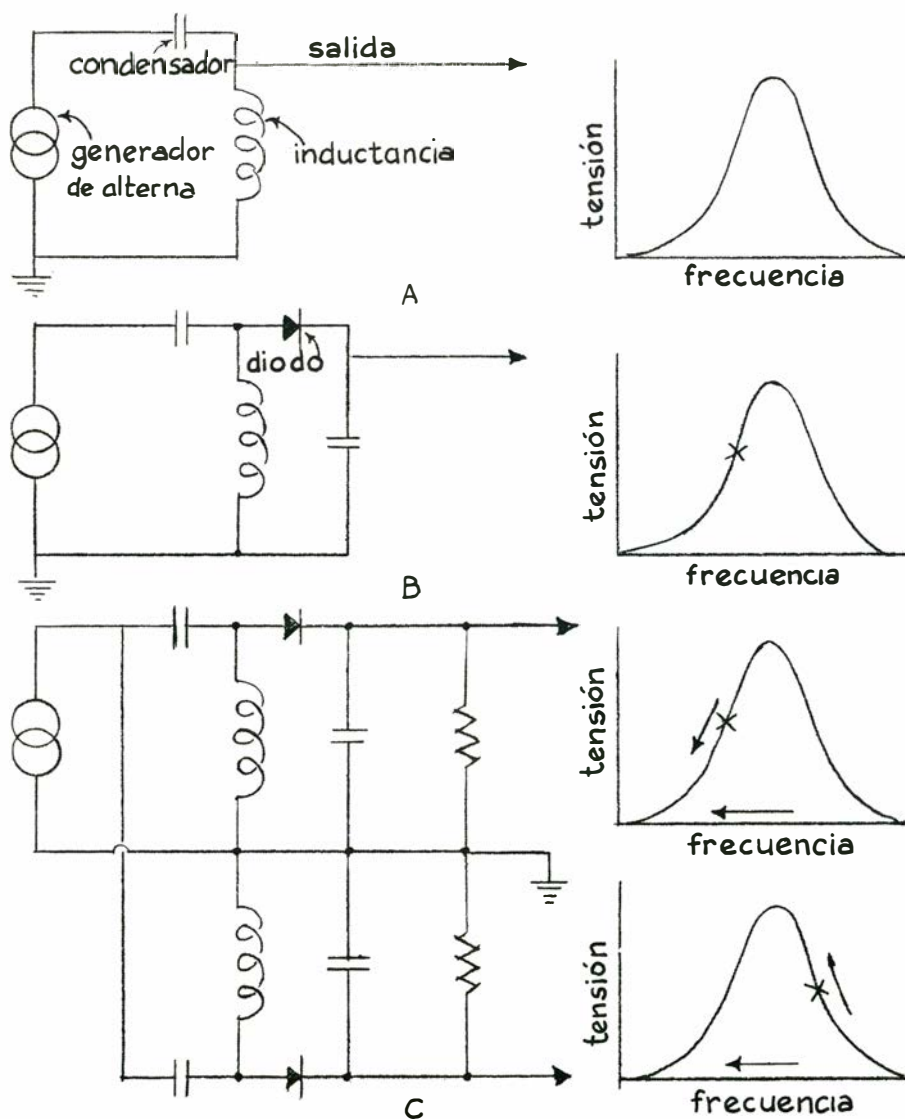 salida
condensador
generador
de alterna
inductancia
tensión
frecuencia
A
diodo
tensión
frecuencia
B
tensión
frecuencia
tensión
frecuencia
C